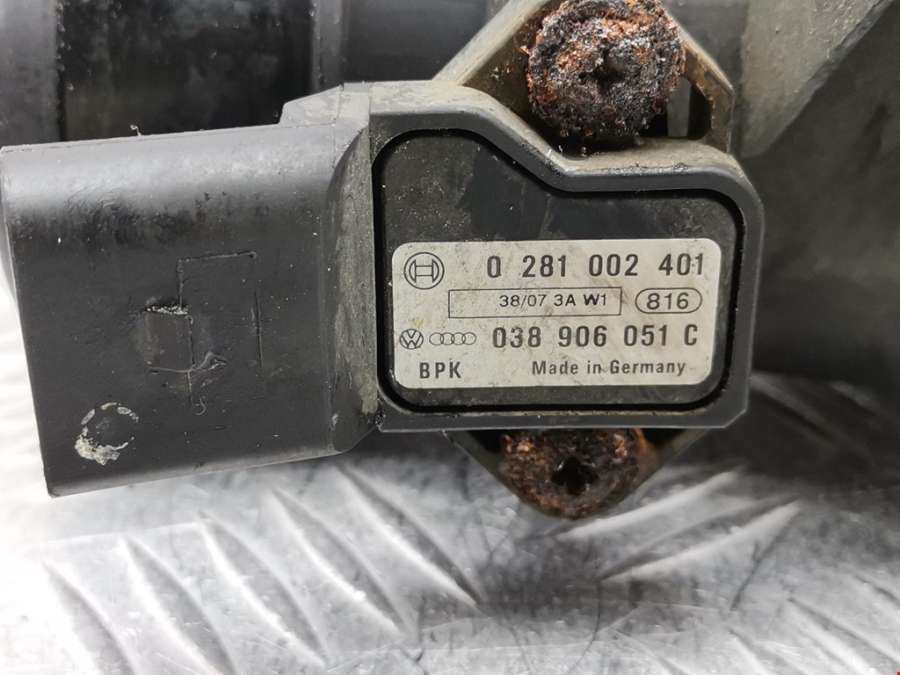 0 281 002 401
38/07 3A W1 816
038 906 051 C
BPK Made in Germany